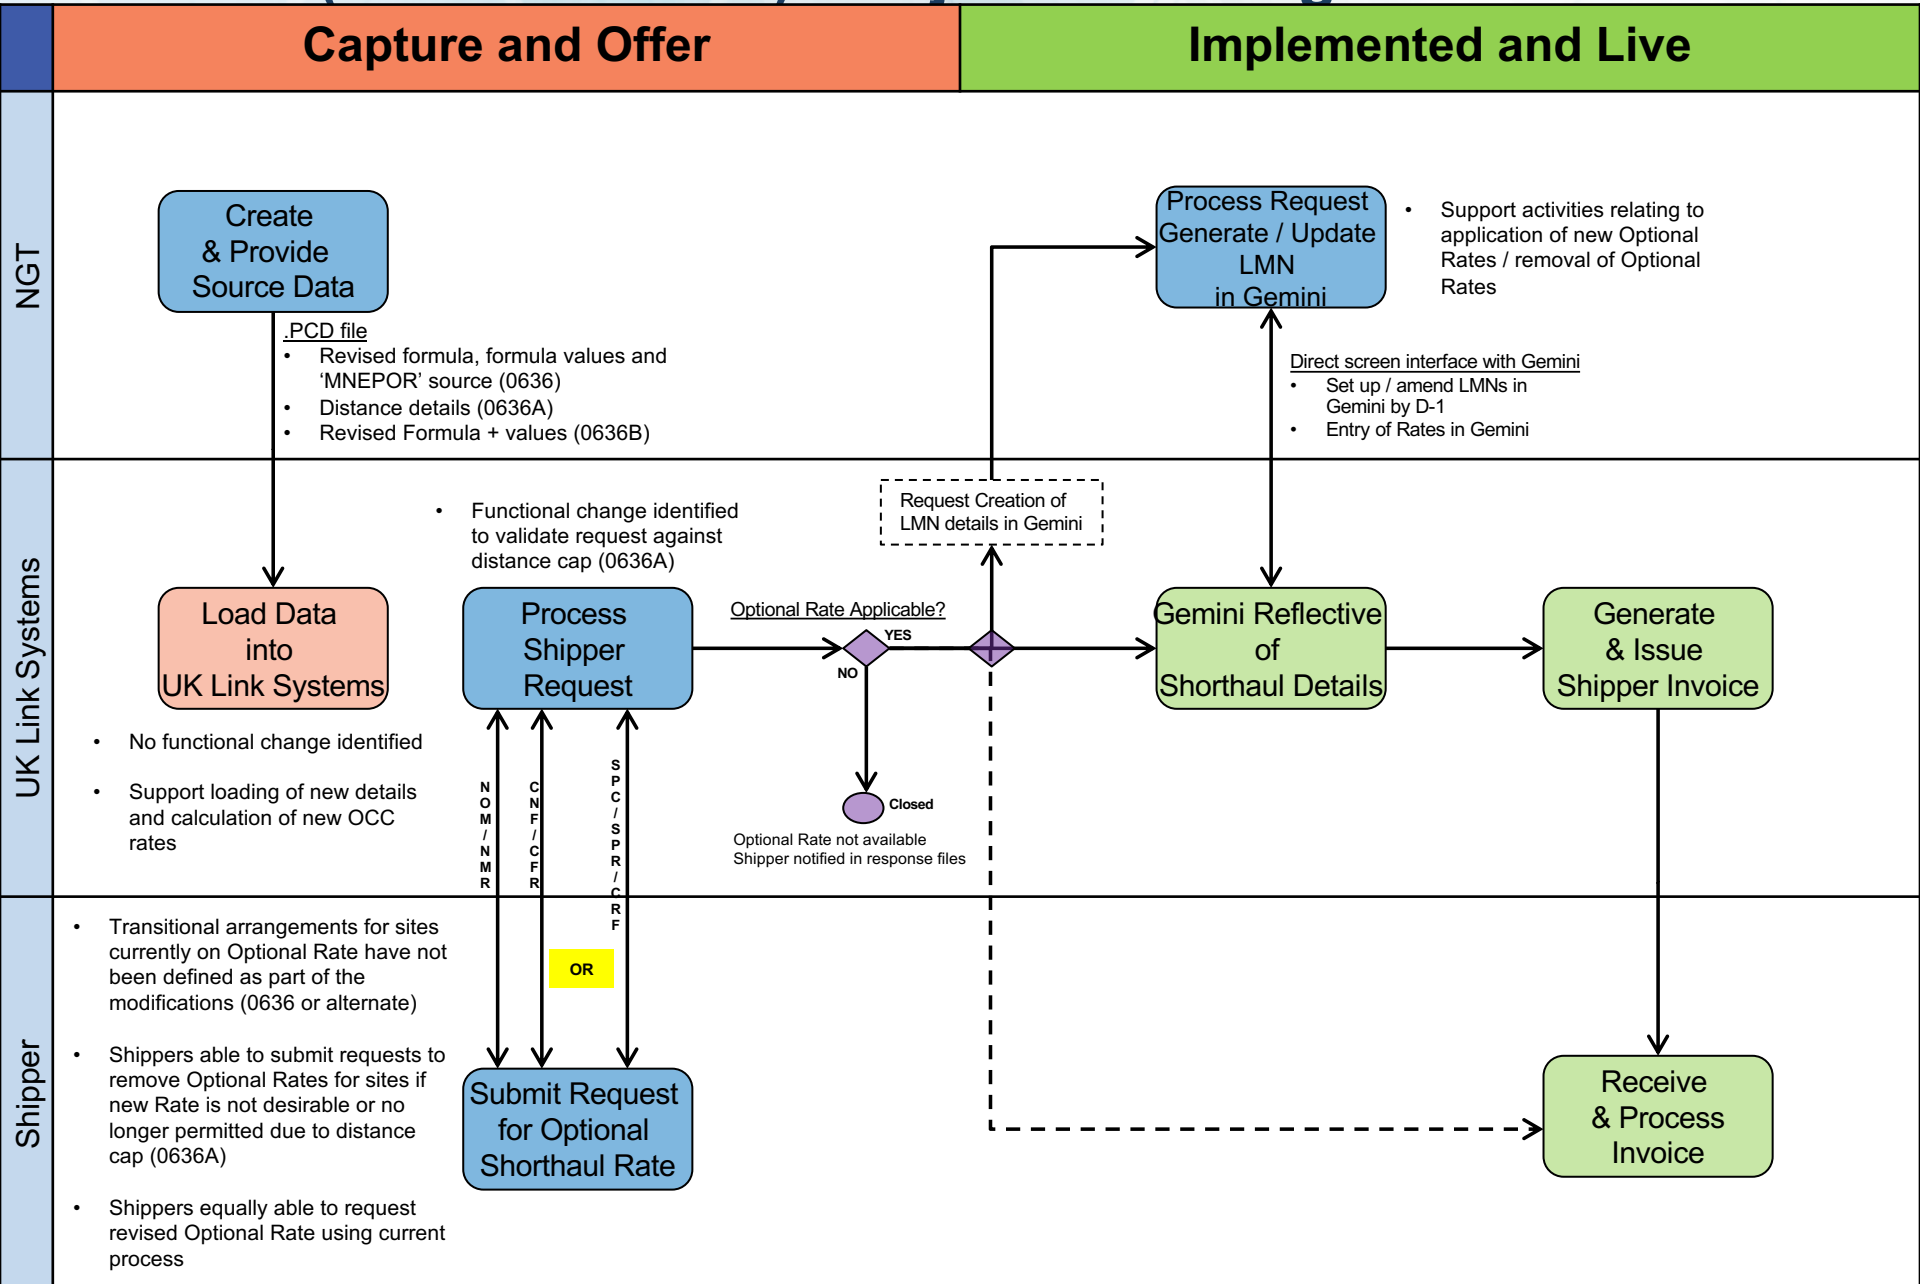 Capture and Offer
Implemented and Live
NGT
Create
& Provide
Source Data
.PCD file
• Revised formula, formula values and
‘MNEPOR’ source (0636)
• Distance details (0636A)
• Revised Formula + values (0636B)
Process Request
Generate / Update
LMN
in Gemini
• Support activities relating to
application of new Optional
Rates / removal of Optional
Rates
Direct screen interface with Gemini
• Set up / amend LMNs in
Gemini by D-1
• Entry of Rates in Gemini
UK Link Systems
Load Data
into
UK Link Systems
• No functional change identified
• Support loading of new details
and calculation of new OCC
rates
• Functional change identified
to validate request against
distance cap (0636A)
Process
Shipper
Request
NOM/NMR
CNF/CFR
SPC/SPR/CRF
Optional Rate Applicable?
YES
NO
Closed
Optional Rate not available
Shipper notified in response files
Request Creation of
LMN details in Gemini
Gemini Reflective
of
Shorthaul Details
Generate
& Issue
Shipper Invoice
Shipper
• Transitional arrangements for sites
currently on Optional Rate have not
been defined as part of the
modifications (0636 or alternate)
• Shippers able to submit requests to
remove Optional Rates for sites if
new Rate is not desirable or no
longer permitted due to distance
cap (0636A)
• Shippers equally able to request
revised Optional Rate using current
process
OR
Submit Request
for Optional
Shorthaul Rate
Receive
& Process
Invoice